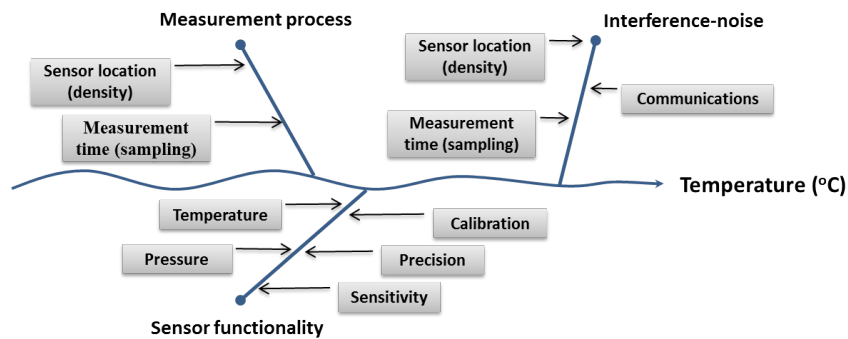 Measurement process
Interference-noise
Sensor location
(density)
Measurement
time (sampling)
Sensor location
(density)
Communications
Measurement
time (sampling)
Temperature (°C)
Temperature
Calibration
Pressure
Precision
Sensitivity
Sensor functionality